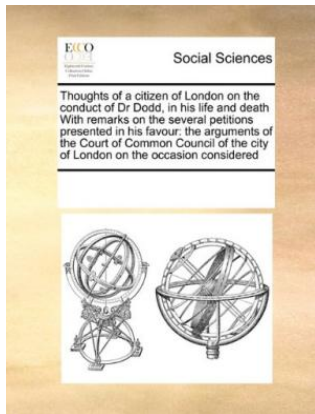 ECCO
Social Sciences
Thoughts of a citizen of London on the
conduct of Dr Dodd, in his life and death
With remarks on the several petitions
presented in his favour: the arguments of
the Court of Common Council of the city
of London on the occasion considered